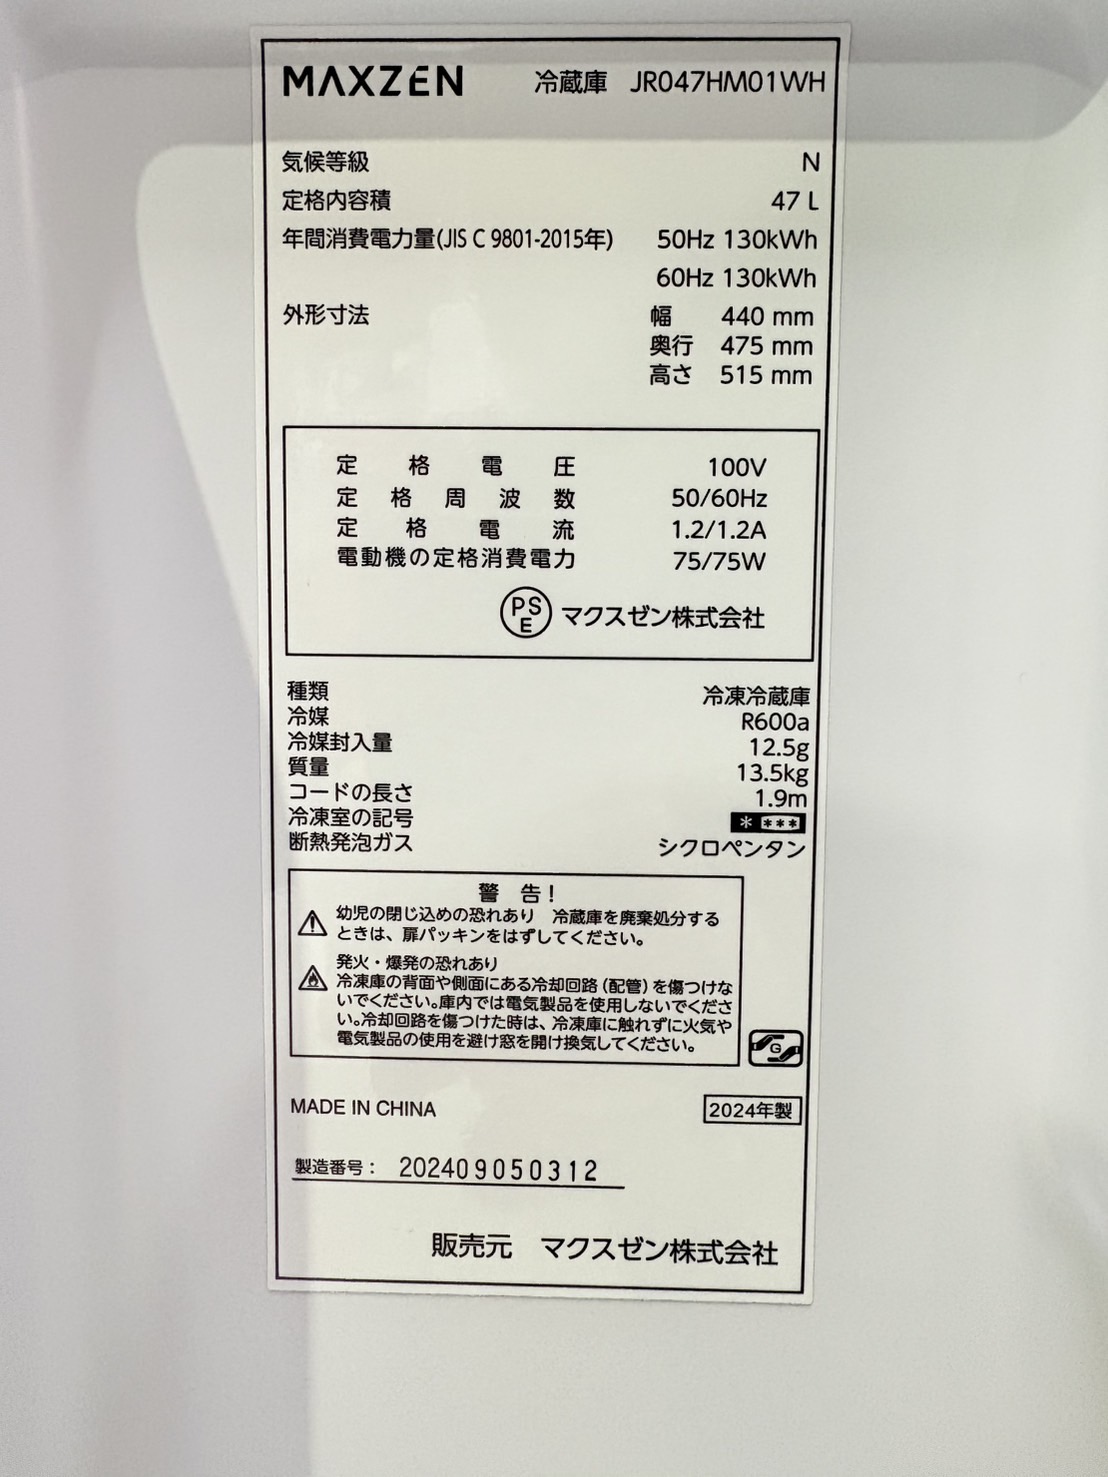 MAXZEN 冷蔵庫 JR047HM01WH
気候等級 N
定格内容積 47 L
年間消費電力量(JIS C 9801-2015年) 50Hz 130kWh
60Hz 130kWh
外形寸法 幅 440 mm
奥行 475 mm
高さ 515 mm
定格電圧 100V
定格周波数 50/60Hz
定格電流 1.2/1.2A
電動機の定格消費電力 75/75W
PSE マクスゼン株式会社
種類 冷凍冷蔵庫
冷媒 R600a
冷媒封入量 12.5g
質量 13.5kg
コードの長さ 1.9m
冷凍室の記号 * ***
断熱発泡ガス シクロペンタン
警 告!
幼児の閉じ込めの恐れあり 冷蔵庫を廃棄処分する
ときは、扉パッキンをはずしてください。
発火・爆発の恐れあり
冷凍庫の背面や側面にある冷却回路(配管)を傷つけな
いでください。庫内では電気製品を使用しないでくださ
い。冷却回路を傷つけた時は、冷凍庫に触れずに火気や
電気製品の使用を避け窓を開け換気してください。
G
MADE IN CHINA 2024年製
製造番号: 202409050312
販売元 マクスゼン株式会社